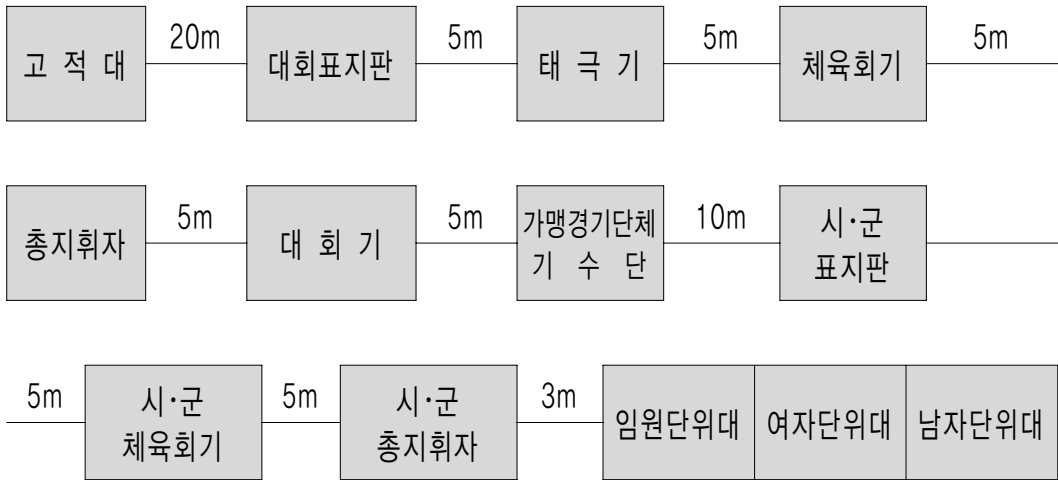 고 적 대 20m 대회표지판 5m 태 극 기 5m 체육회기 5m
총지휘자 5m 대 회 기 5m 가맹경기단체 기 수 단 10m 시·군 표지판
5m 시·군 체육회기 5m 시·군 총지휘자 3m 임원단위대 여자단위대 남자단위대